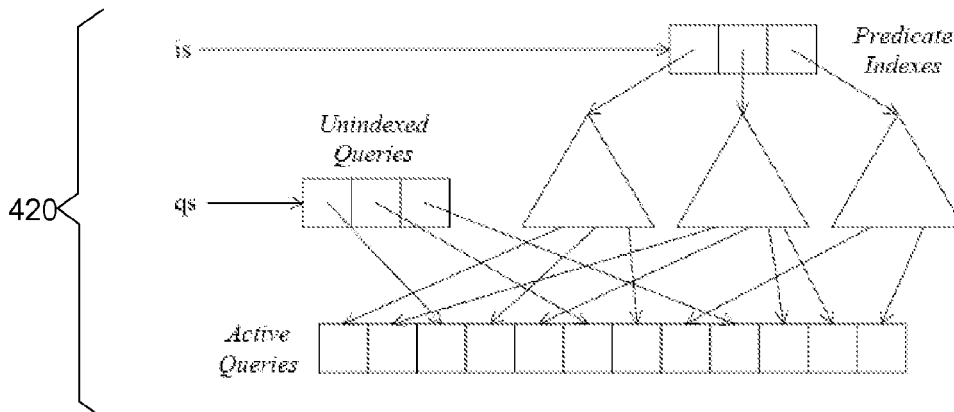 is
Predicate
Indexes
Unindexed
Queries
420
qs
Active
Queries